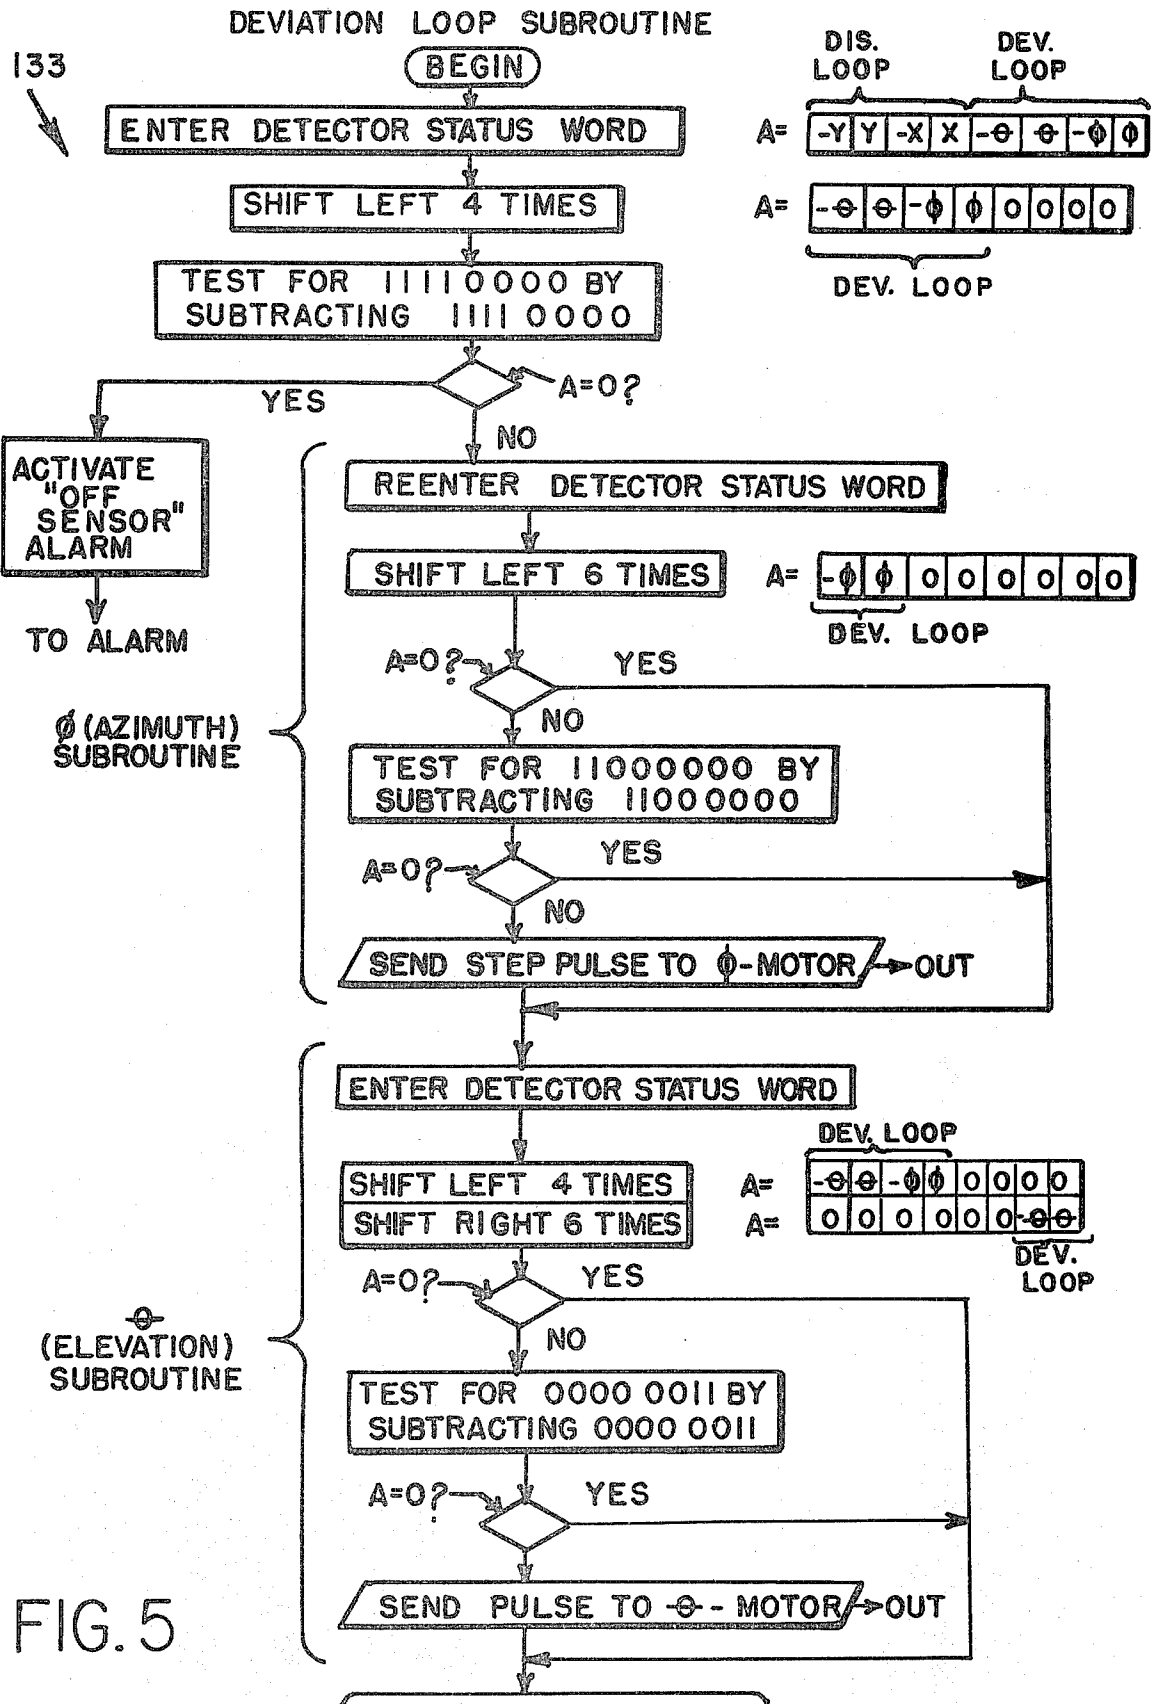 DEVIATION LOOP SUBROUTINE
133
BEGIN
DIS.
LOOP
DEV.
LOOP
ENTER DETECTOR STATUS WORD
A= -Y Y -X X -θ θ -ϕ ϕ
SHIFT LEFT 4 TIMES
A= -θ θ -ϕ ϕ 0 0 0 0
DEV. LOOP
TEST FOR 11110000 BY
SUBTRACTING 11110000
A=0?
YES
NO
ACTIVATE
"OFF
SENSOR"
ALARM
TO ALARM
REENTER DETECTOR STATUS WORD
SHIFT LEFT 6 TIMES
A= -ϕ ϕ 0 0 0 0 0 0
DEV. LOOP
A=0?
YES
NO
ϕ (AZIMUTH)
SUBROUTINE
TEST FOR 11000000 BY
SUBTRACTING 11000000
A=0?
YES
NO
SEND STEP PULSE TO ϕ-MOTOR
OUT
ENTER DETECTOR STATUS WORD
DEV. LOOP
SHIFT LEFT 4 TIMES
A= -θ θ -ϕ ϕ 0 0 0 0
SHIFT RIGHT 6 TIMES
A= 0 0 0 0 0 0 -θ θ
DEV.
LOOP
A=0?
YES
NO
θ
(ELEVATION)
SUBROUTINE
TEST FOR 0000 0011 BY
SUBTRACTING 0000 0011
A=0?
YES
SEND PULSE TO θ - MOTOR
OUT
FIG. 5